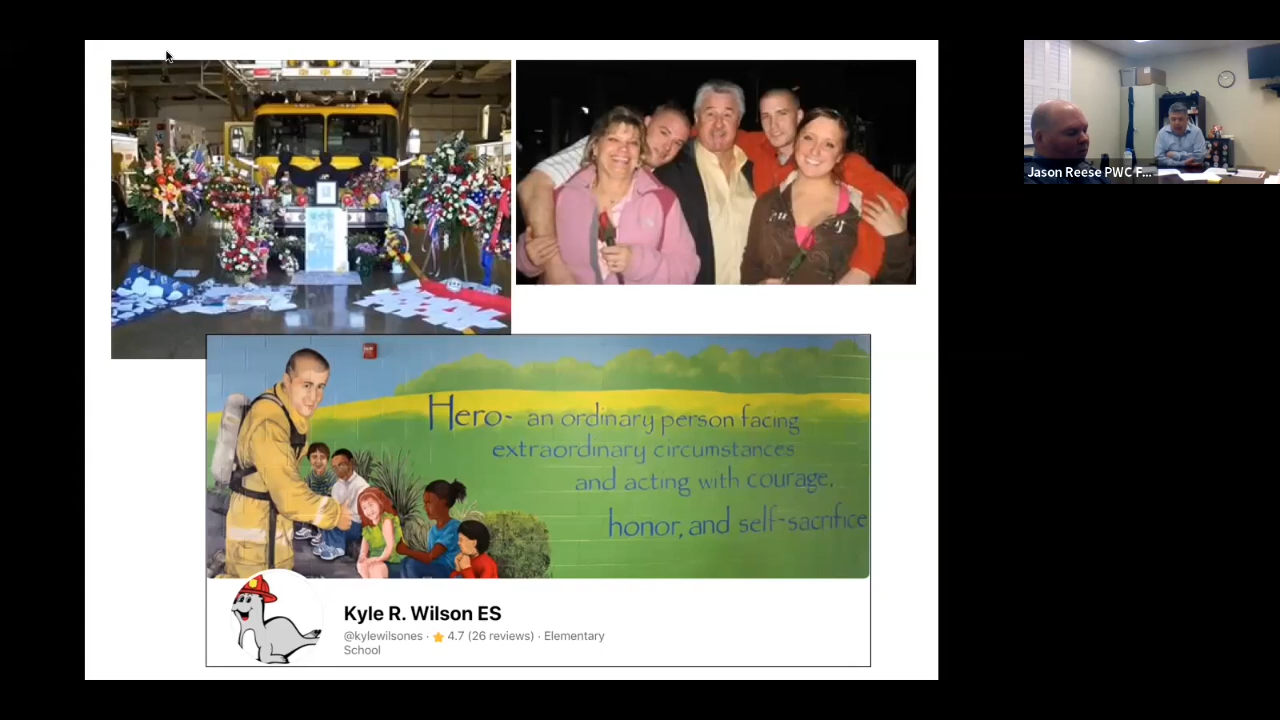 Jason Reese PWC F...
Hero- an ordinary person facing
extraordinary circumstances
and acting with courage,
honor, and self-sacrifice
Kyle R. Wilson ES
@kylewilsones · 4.7 (26 reviews) · Elementary
School